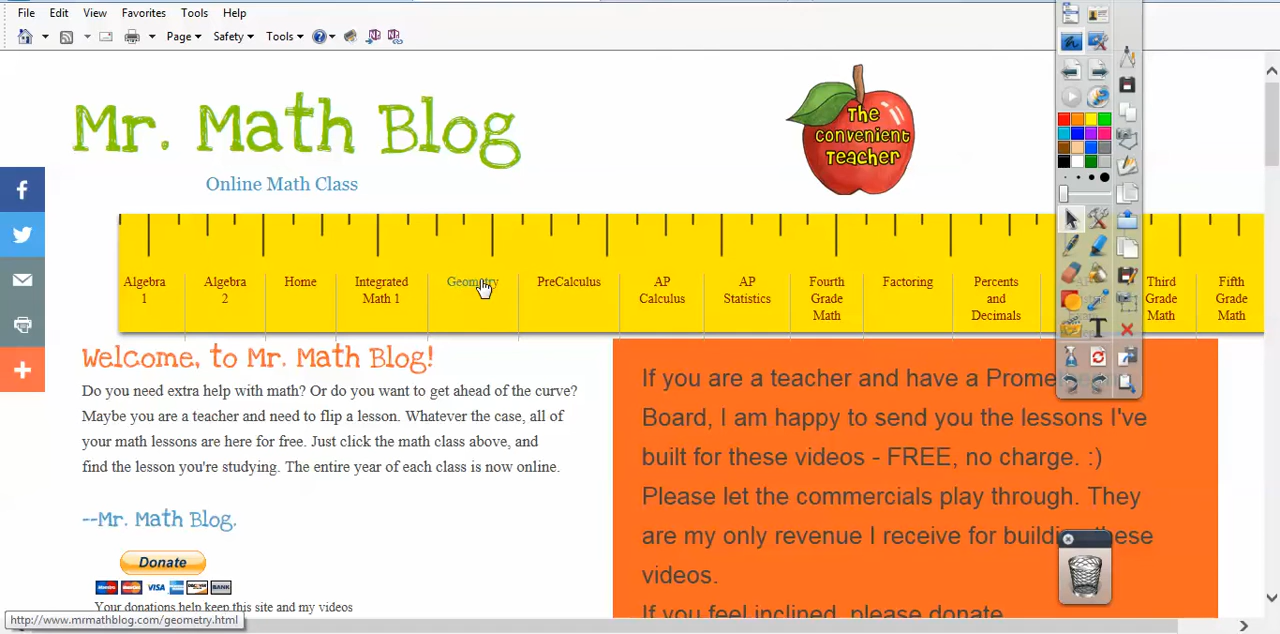 File Edit View Favorites Tools Help
Page Safety Tools
Mr. Math Blog
Online Math Class
The
convenient
Teacher
Algebra
1
Algebra
2
Home
Integrated
Math 1
Geometry
PreCalculus
AP
Calculus
AP
Statistics
Fourth
Grade
Math
Factoring
Percents
and
Decimals
Third
Grade
Math
Fifth
Grade
Math
Welcome, to Mr. Math Blog!
Do you need extra help with math? Or do you want to get ahead of the curve?
Maybe you are a teacher and need to flip a lesson. Whatever the case, all of
your math lessons are here for free. Just click the math class above, and
find the lesson you're studying. The entire year of each class is now online.
--Mr. Math Blog.
Donate
VISA
BANK
Your donations help keep this site and my videos
http://www.mrmathblog.com/geometry.html
If you are a teacher and have a
Board, I am happy to send you the lessons I've
built for these videos - FREE, no charge. :)
Please let the commercials play through. They
are my only revenue I receive for building these
videos.
If you feel inclined, please donate